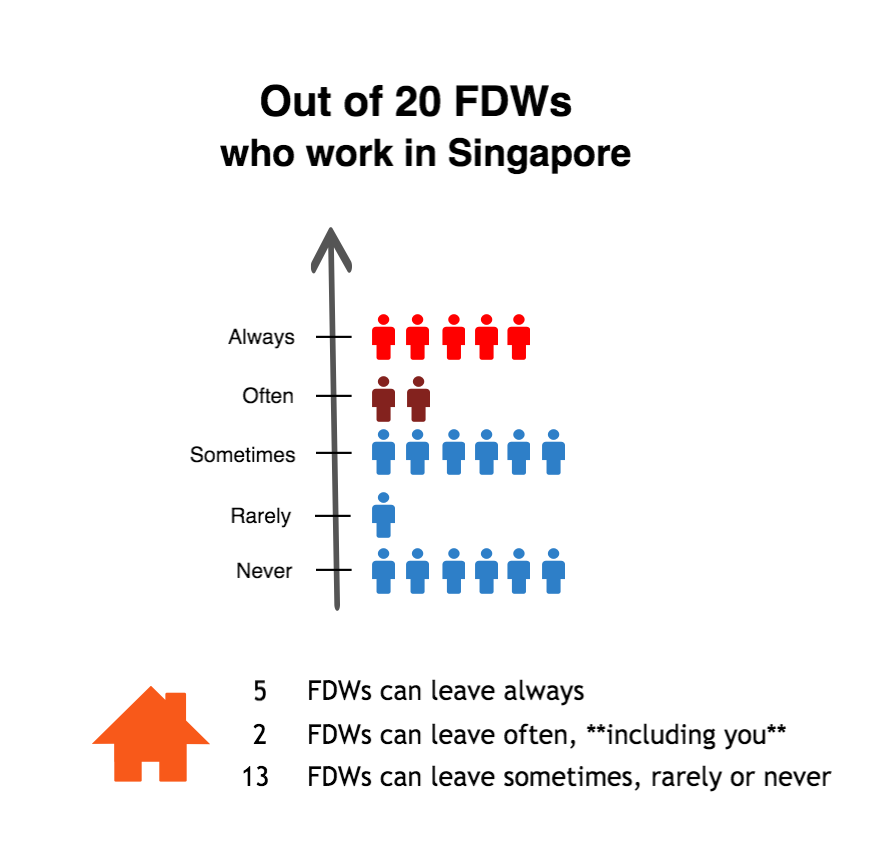 Out of 20 FDWs
who work in Singapore
Always
Often
Sometimes
Rarely
Never
5 FDWs can leave always
2 FDWs can leave often, **including you**
13 FDWs can leave sometimes, rarely or never